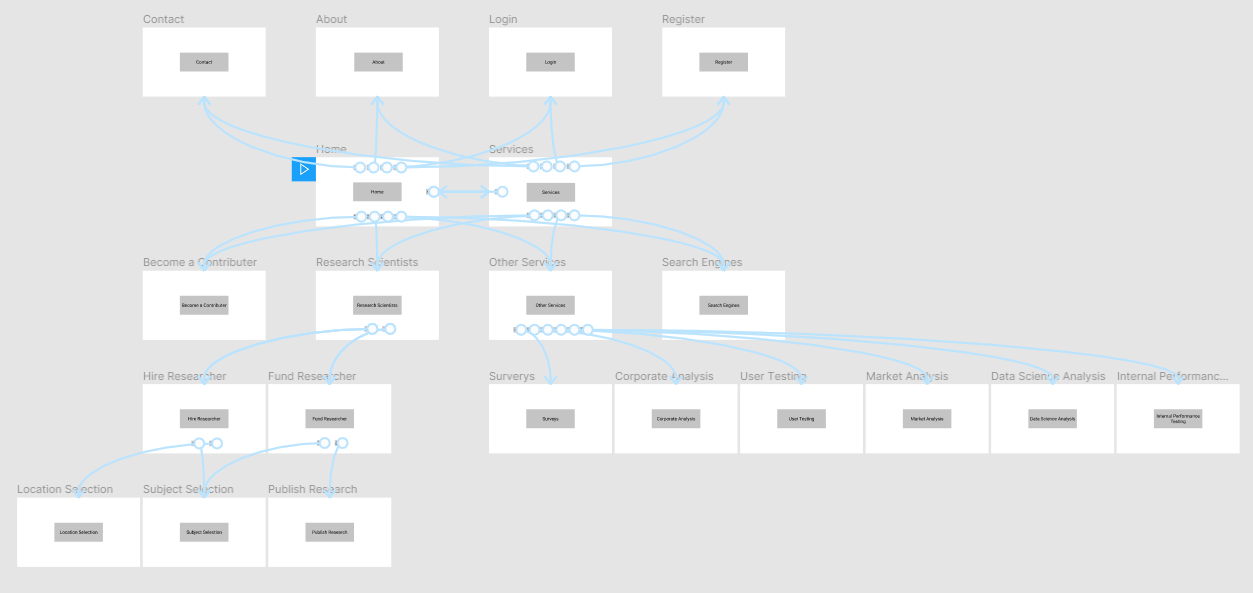 Contact
About
Login
Register
Contact
About
Login
Register
Home
Services
Home
Services
Become a Contributer
Research Scientists
Other Services
Search Engines
Become a Contributer
Research Scientists
Other Services
Search Engines
Hire Researcher
Fund Researcher
Surverys
Corporate Analysis
User Testing
Market Analysis
Data Science Analysis
Internal Performanc...
Hire Researcher
Fund Researcher
Surveys
Corporate Analysis
User Testing
Market Analysis
Data Science Analysis
Internal Performance
Testing
Location Selection
Subject Selection
Publish Research
Location Selection
Subject Selection
Publish Research